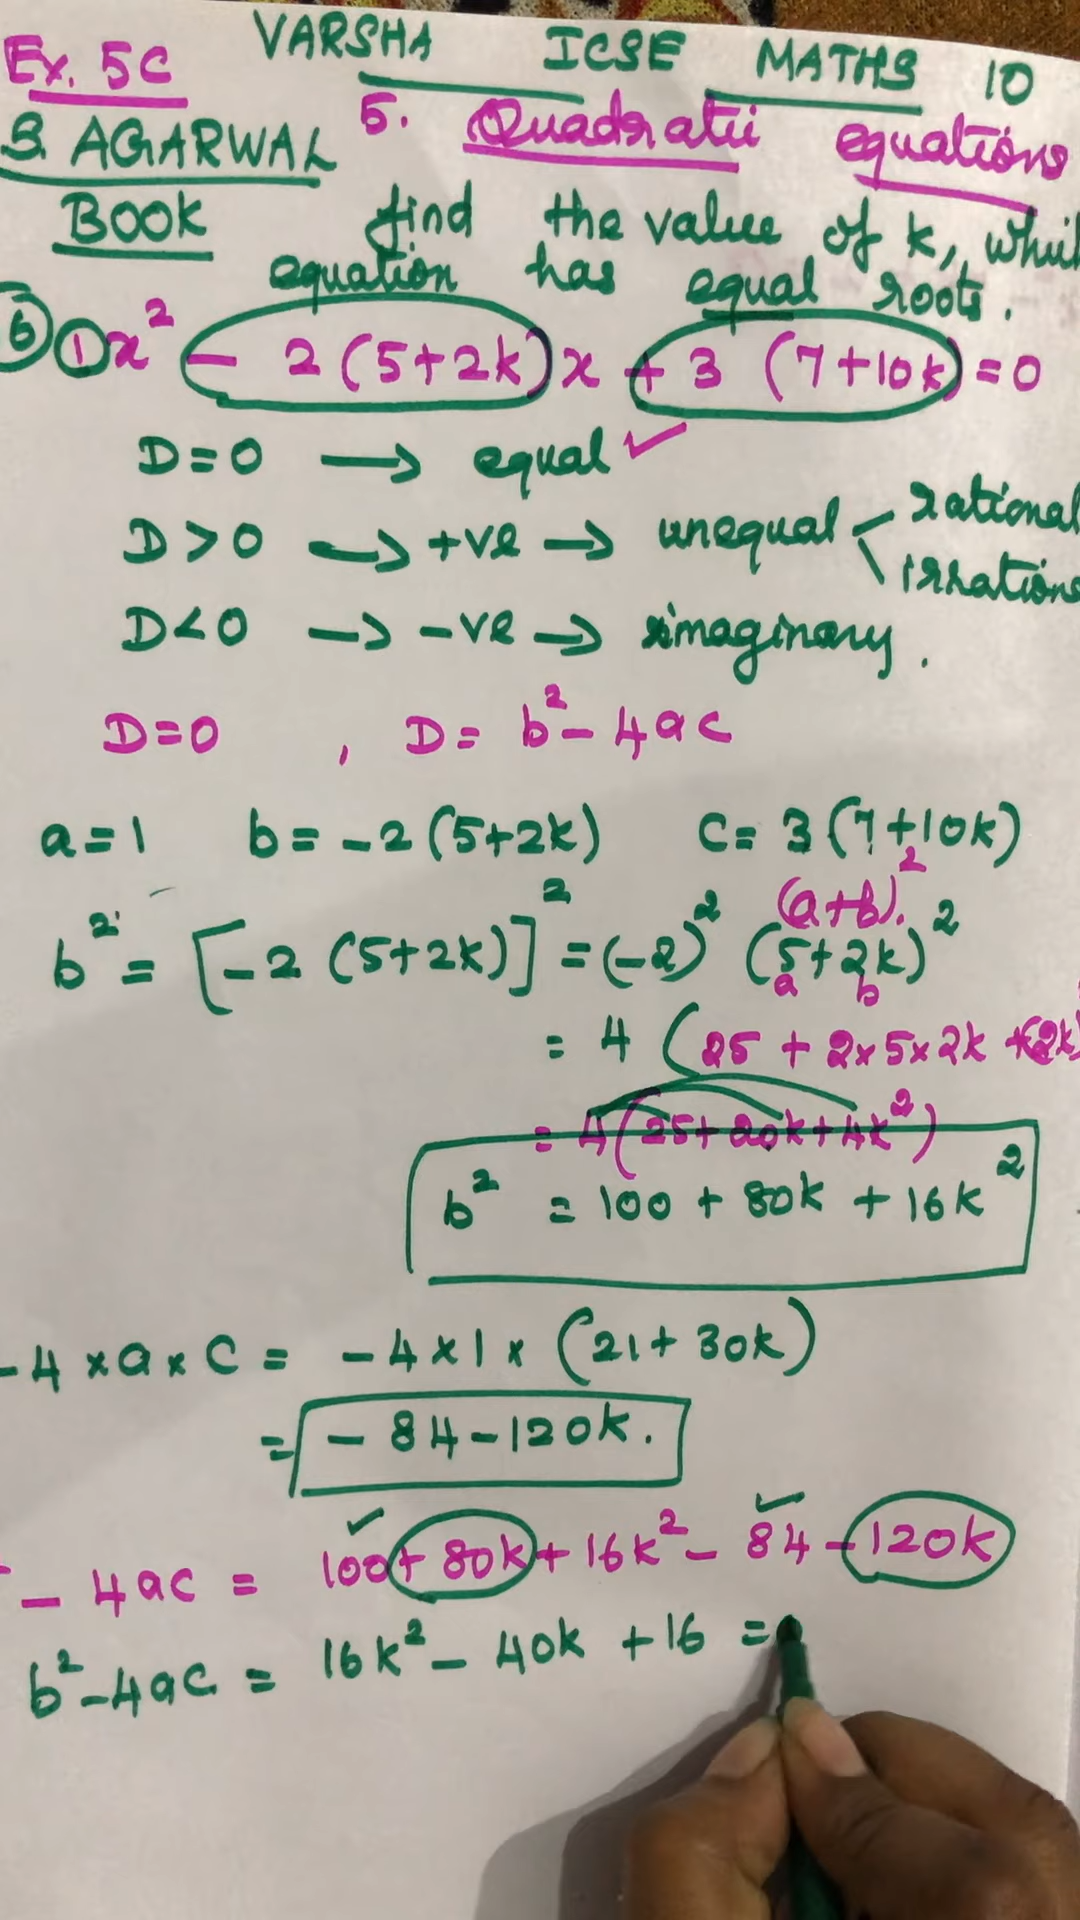 VARSHA ICSE MATHS 10
Ex. 5C
5. Quadratic equations
S AGARWAL
BOOK find the value of k, which
equation has equal roots.
6 ① x² - 2 (5+2k) x + 3 (7+10k) = 0
D=0 → equal ✓
D>0 → +ve → unequal < rational
irrational
D<0 → -ve → imaginary.
D=0 , D= b²-4ac
a=1 b= -2 (5+2k) c= 3 (7+10k)
(a+b)²
b² = [-2 (5+2k)]² = (-2)² (5+2k)²
a b
= 4 (25 + 2×5×2k +(2k)
= 4(25+20k+4k²)
b² = 100 + 80k + 16k²
-4 × a × c = -4×1× (21+30k)
= -84-120k.
- 4ac = 100+80k+16k²-84-120k
b²-4ac = 16k²-40k +16 =